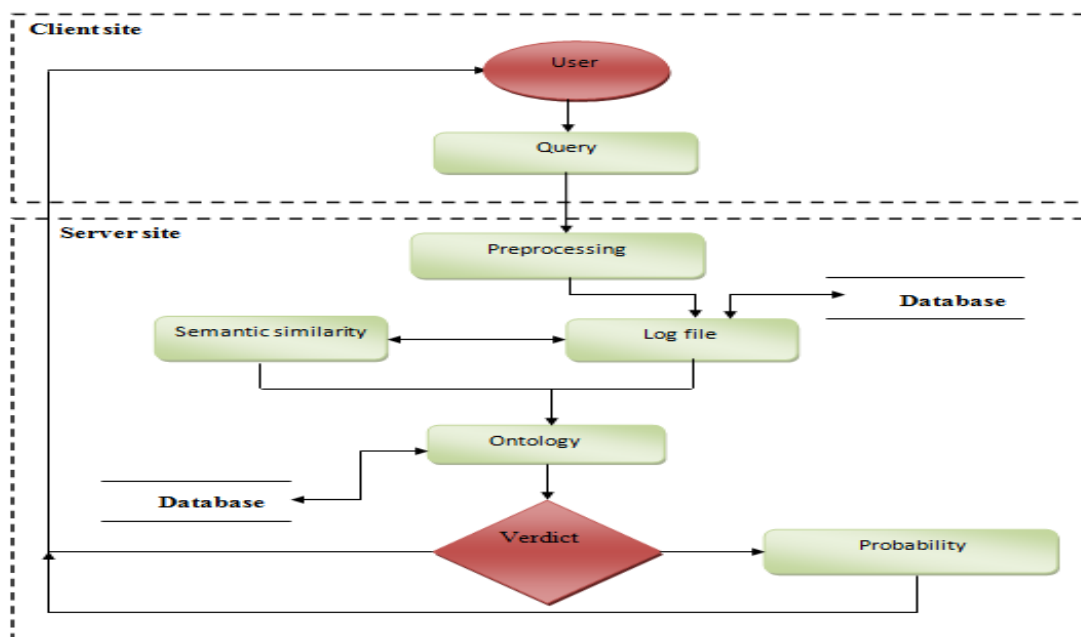 Client site
User
Query
Server site
Preprocessing
Database
Semantic similarity
Log file
Ontology
Database
Verdict
Probability